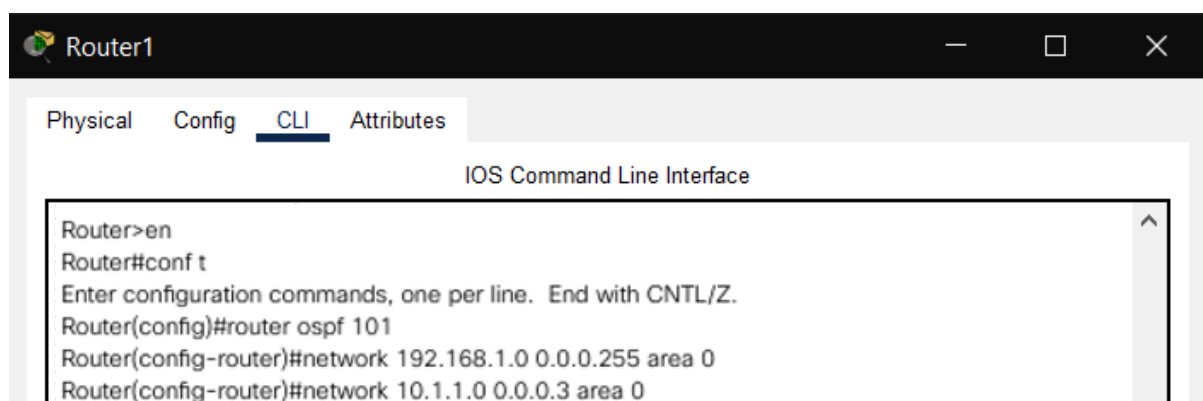 Router1
Physical Config CLI Attributes
IOS Command Line Interface
Router>en
Router#conf t
Enter configuration commands, one per line.  End with CNTL/Z.
Router(config)#router ospf 101
Router(config-router)#network 192.168.1.0 0.0.0.255 area 0
Router(config-router)#network 10.1.1.0 0.0.0.3 area 0